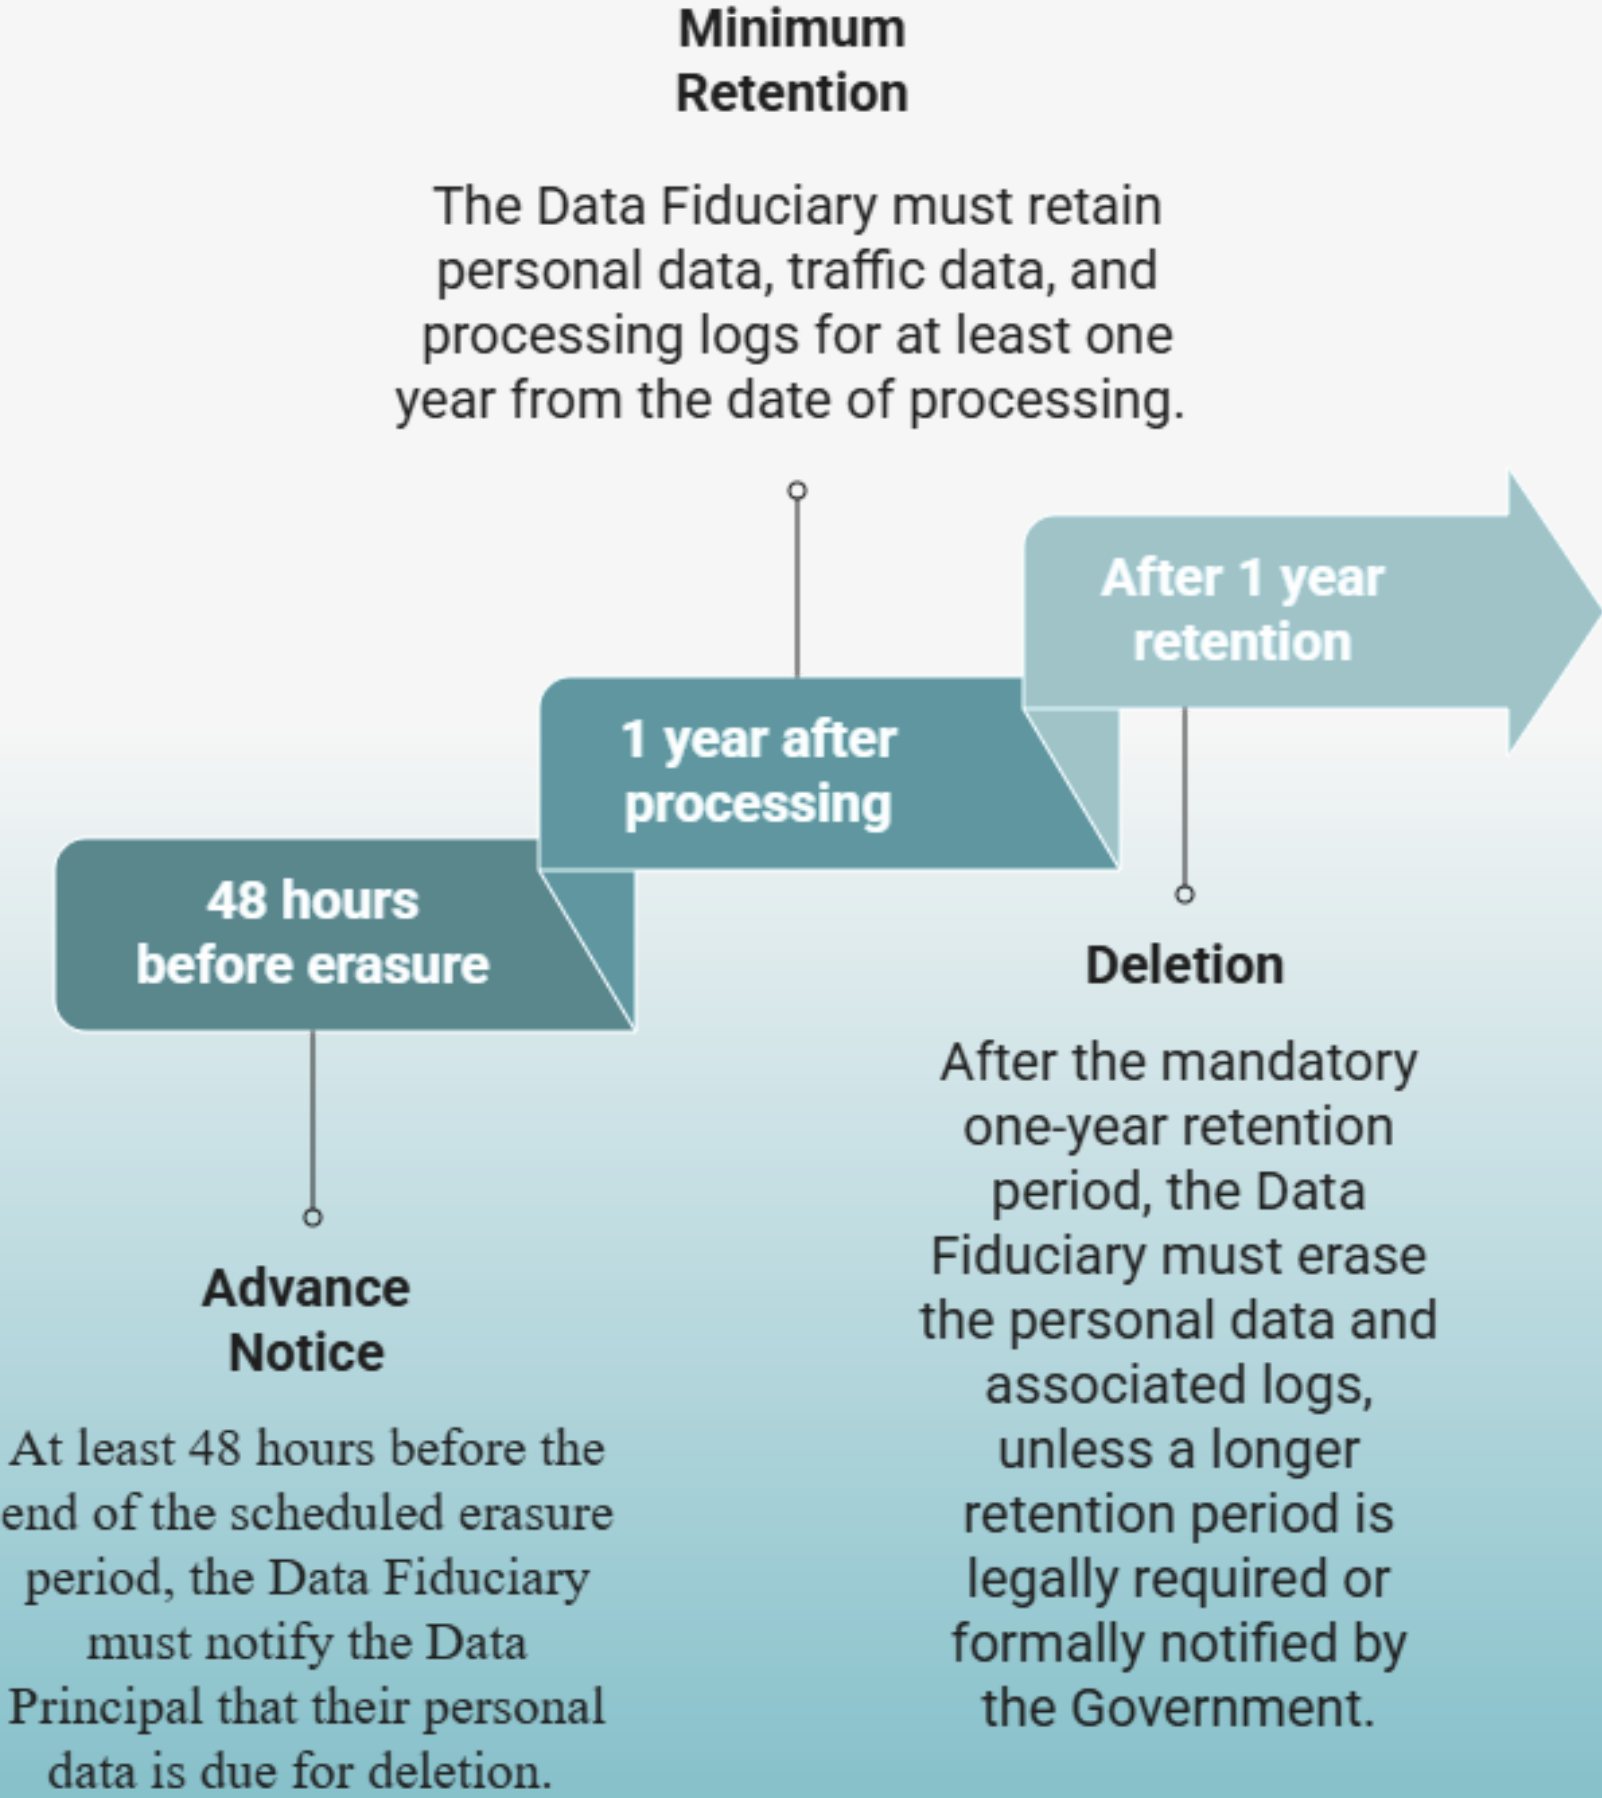 Minimum
Retention
The Data Fiduciary must retain
personal data, traffic data, and
processing logs for at least one
year from the date of processing.
After 1 year
retention
1 year after
processing
48 hours
before erasure
Deletion
After the mandatory
one-year retention
period, the Data
Fiduciary must erase
the personal data and
associated logs,
unless a longer
retention period is
legally required or
formally notified by
the Government.
Advance
Notice
At least 48 hours before the
end of the scheduled erasure
period, the Data Fiduciary
must notify the Data
Principal that their personal
data is due for deletion.